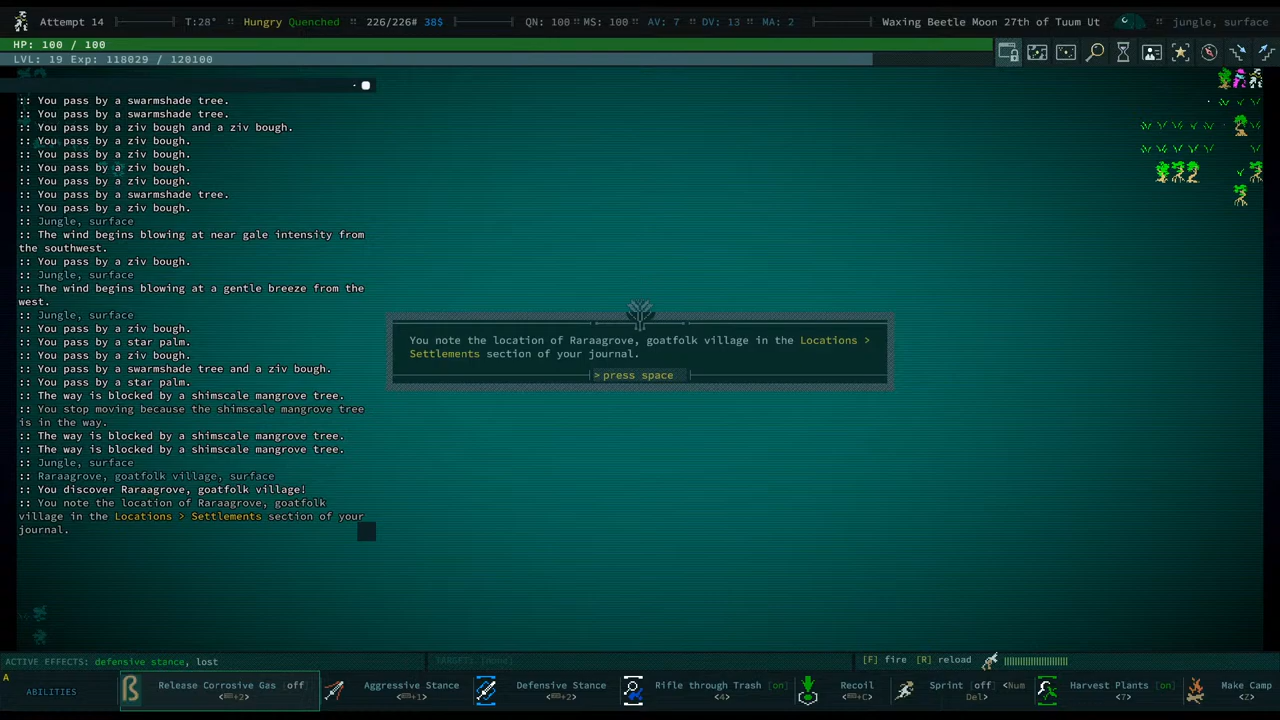 Attempt 14 T:28° :: Hungry Quenched :: 226/226# 38$ QN: 100 :: MS: 100 :: AV: 7 :: DV: 13 :: MA: 2 Waxing Beetle Moon 27th of Tuum Ut :: jungle, surface
HP: 100 / 100
LVL: 19 Exp: 118029 / 120100
:: You pass by a swarmshade tree.
:: You pass by a swarmshade tree.
:: You pass by a ziv bough and a ziv bough.
:: You pass by a ziv bough.
:: You pass by a ziv bough.
:: You pass by a ziv bough.
:: You pass by a ziv bough.
:: You pass by a swarmshade tree.
:: You pass by a ziv bough.
:: Jungle, surface
:: The wind begins blowing at near gale intensity from
the southwest.
:: You pass by a ziv bough.
:: Jungle, surface
:: The wind begins blowing at a gentle breeze from the
west.
:: Jungle, surface
:: You pass by a ziv bough.
:: You pass by a star palm.
:: You pass by a ziv bough.
:: You pass by a swarmshade tree and a ziv bough.
:: You pass by a star palm.
:: The way is blocked by a shimscale mangrove tree.
:: You stop moving because the shimscale mangrove tree
is in the way.
:: The way is blocked by a shimscale mangrove tree.
:: The way is blocked by a shimscale mangrove tree.
:: Jungle, surface
:: Raraagrove, goatfolk village, surface
:: You discover Raraagrove, goatfolk village!
:: You note the location of Raraagrove, goatfolk
village in the Locations > Settlements section of your
journal.
You note the location of Raraagrove, goatfolk village in the Locations >
Settlements section of your journal.
> press space
ACTIVE EFFECTS: defensive stance, lost
TARGET: [None]
[F] fire [R] reload
A
ABILITIES
Release Corrosive Gas [off]
<+2>
Aggressive Stance
<+1>
Defensive Stance
<+2>
Rifle through Trash [on]
<4>
Recoil
<+C>
Sprint [off] <Num
Del>
Harvest Plants [on]
<7>
Make Camp
<Z>